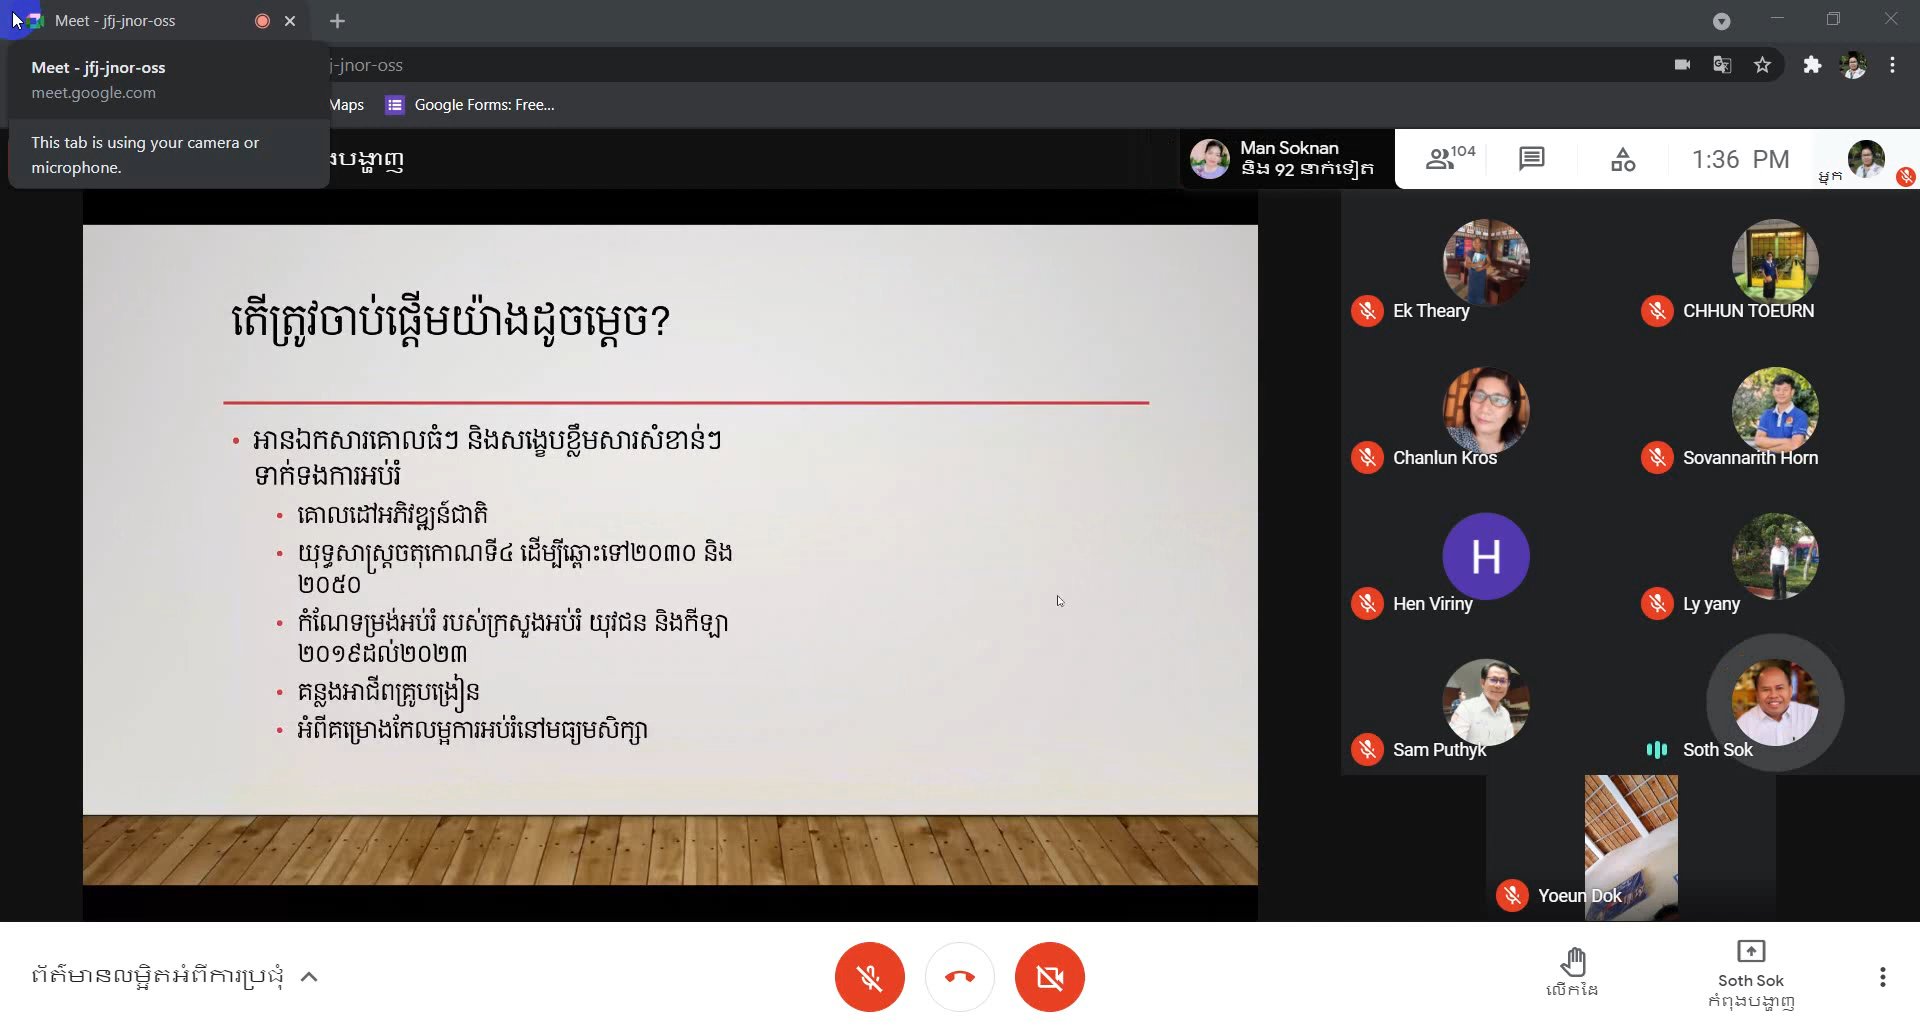 Meet - jfj-jnor-oss
Meet - jfj-jnor-oss
meet.google.com
This tab is using your camera or
microphone.
j-jnor-oss
Maps
Google Forms: Free...
ងបង្ហាញ
Man Soknan
និង 92 នាក់ទៀត
104
1:36 PM
អ្នក
តើត្រូវចាប់ផ្ដើមយ៉ាងដូចម្ដេច?
• អានឯកសារគោលធំៗ និងសង្ខេបខ្លឹមសារសំខាន់ៗ
ទាក់ទងការអប់រំ
• គោលដៅអភិវឌ្ឍន៍ជាតិ
• យុទ្ធសាស្ត្រចតុកោណទី៤ ដើម្បីឆ្ពោះទៅ២០៣០ និង
២០៥០
• កំណែទម្រង់អប់រំ របស់ក្រសួងអប់រំ យុវជន និងកីឡា
២០១៩ដល់២០២៣
• គន្លងអាជីពគ្រូបង្រៀន
• អំពីគម្រោងកែលម្អការអប់រំនៅមធ្យមសិក្សា
Ek Theary
CHHUN TOEURN
Chanlun Kros
Sovannarith Horn
H
Hen Viriny
Ly yany
Sam Puthyk
Soth Sok
Yoeun Dok
ព័ត៌មានលម្អិតអំពីការប្រជុំ
លើកដៃ
Soth Sok
កំពុងបង្ហាញ